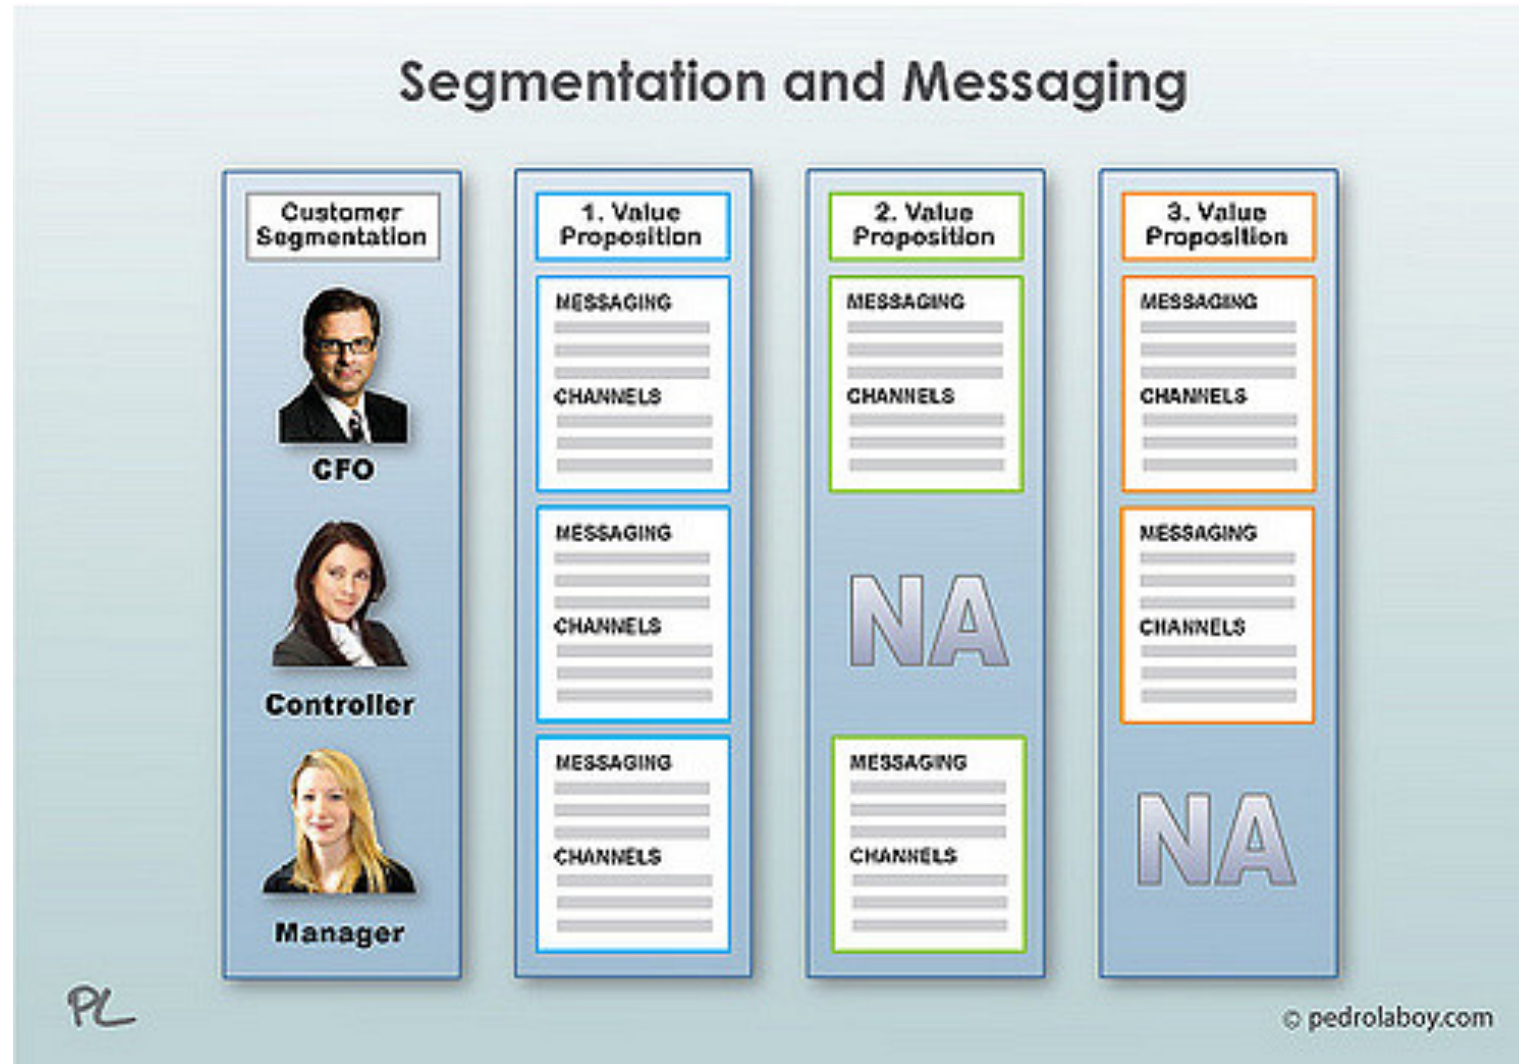 Segmentation and Messaging
Customer
Segmentation
CFO
Controller
Manager
1. Value
Proposition
MESSAGING
CHANNELS
MESSAGING
CHANNELS
MESSAGING
CHANNELS
2. Value
Proposition
MESSAGING
CHANNELS
NA
MESSAGING
CHANNELS
3. Value
Proposition
MESSAGING
CHANNELS
MESSAGING
CHANNELS
NA
PL
© pedrolaboy.com